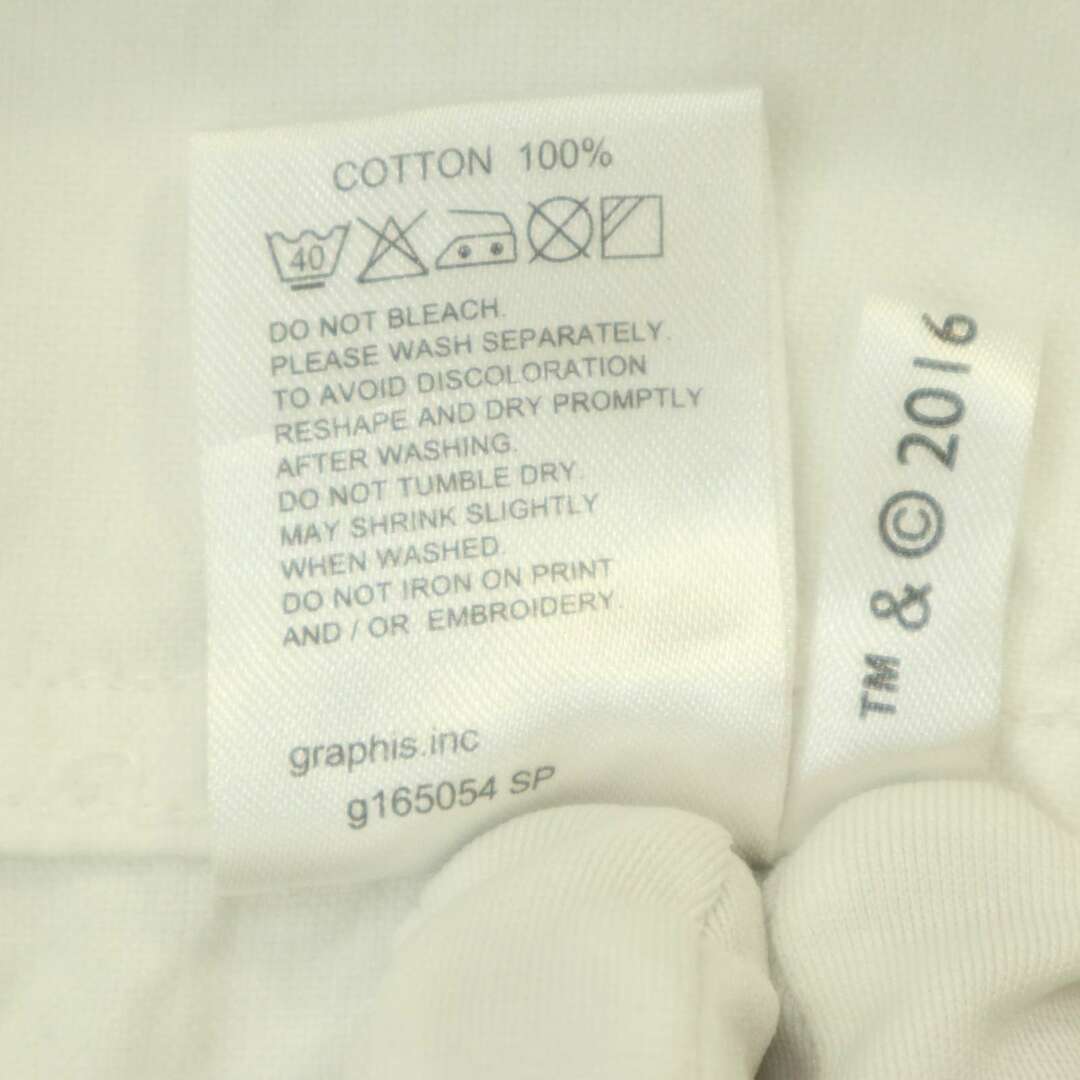 COTTON 100%
40
DO NOT BLEACH.
PLEASE WASH SEPARATELY.
TO AVOID DISCOLORATION
RESHAPE AND DRY PROMPTLY
AFTER WASHING.
DO NOT TUMBLE DRY.
MAY SHRINK SLIGHTLY
WHEN WASHED.
DO NOT IRON ON PRINT
AND / OR EMBROIDERY.
graphis.inc
g165054 SP
TM & © 2016